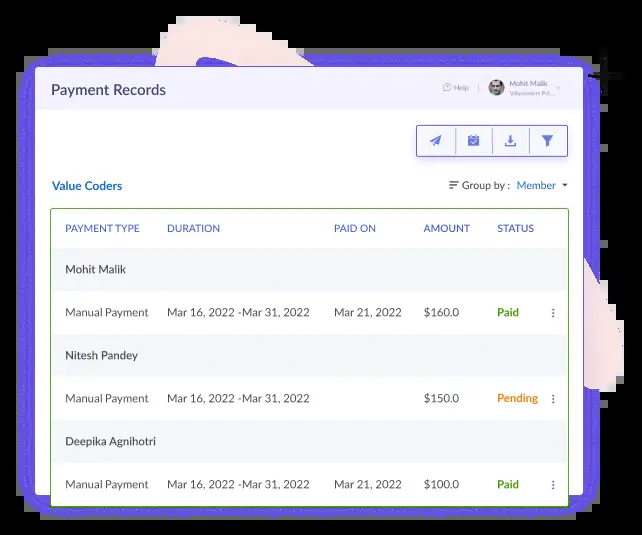 Payment Records
Help
Mohit Malik
Value Coders
Group by : Member
PAYMENT TYPE DURATION PAID ON AMOUNT STATUS
Mohit Malik
Manual Payment Mar 16, 2022 -Mar 31, 2022 Mar 21, 2022 $160.0 Paid
Nitesh Pandey
Manual Payment Mar 16, 2022 -Mar 31, 2022 $150.0 Pending
Deepika Agnihotri
Manual Payment Mar 16, 2022 -Mar 31, 2022 Mar 21, 2022 $100.0 Paid